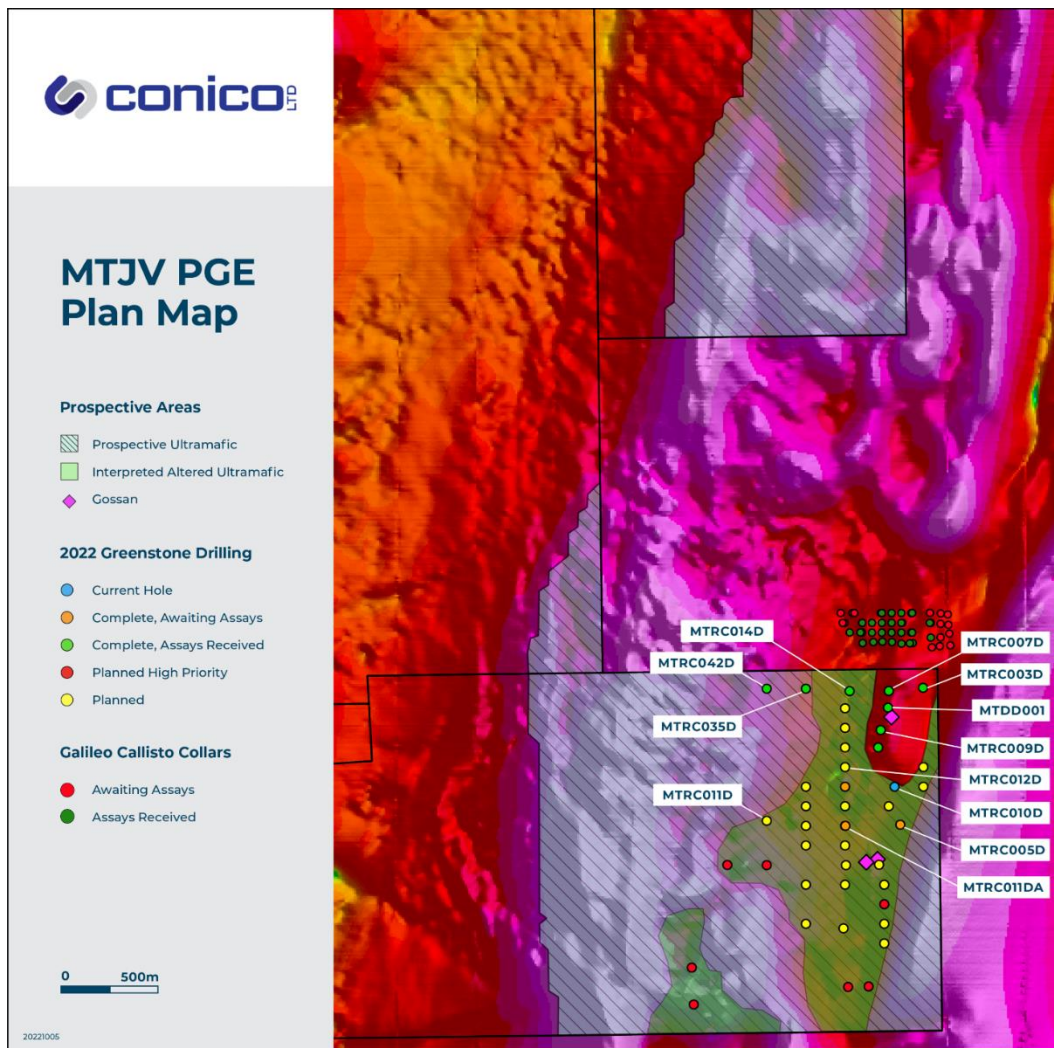 conico LTD
MTJV PGE
Plan Map
Prospective Areas
Prospective Ultramafic
Interpreted Altered Ultramafic
Gossan
2022 Greenstone Drilling
Current Hole
Complete, Awaiting Assays
Complete, Assays Received
Planned High Priority
Planned
Galileo Callisto Collars
Awaiting Assays
Assays Received
0 500m
20221005
MTRC014D
MTRC042D
MTRC035D
MTRC011D
MTRC007D
MTRC003D
MTDD001
MTRC009D
MTRC012D
MTRC010D
MTRC005D
MTRC011DA